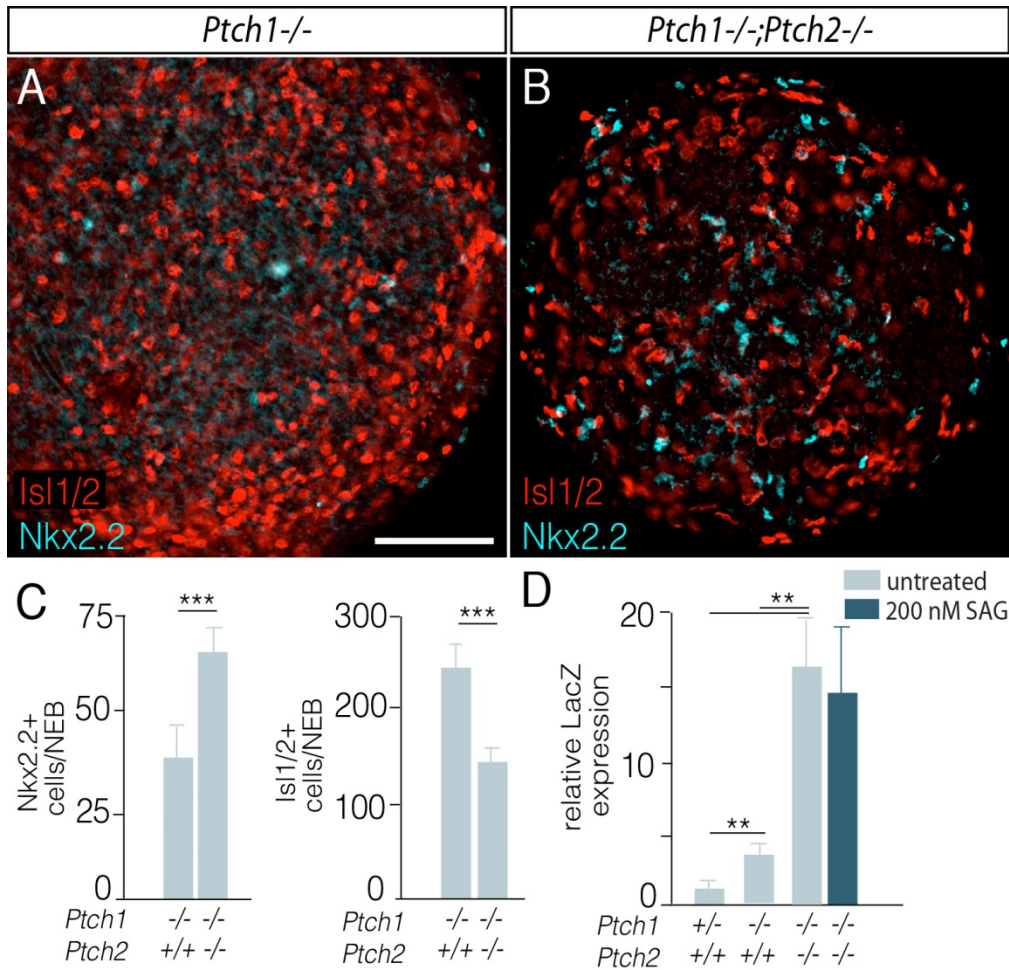 Ptch1-/-
Ptch1-/-;Ptch2-/-
A
Isl1/2
Nkx2.2
B
Isl1/2
Nkx2.2
C
Nkx2.2+
cells/NEB
75
50
25
0
***
Ptch1 -/- -/-
Ptch2 +/+ -/-
Isl1/2+
cells/NEB
300
200
100
0
***
-/- -/-
+/+ -/-
D
untreated
200 nM SAG
relative LacZ
expression
20
10
0
**
**
Ptch1 +/- -/- -/- -/-
Ptch2 +/+ +/+ -/- -/-